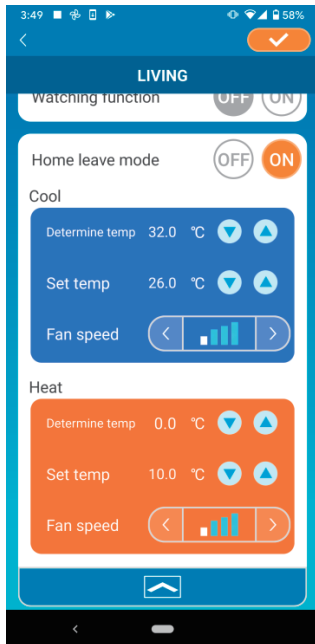 3:49 58%
LIVING
Watching function OFF ON
Home leave mode OFF ON
Cool
Determine temp 32.0 °C
Set temp 26.0 °C
Fan speed
Heat
Determine temp 0.0 °C
Set temp 10.0 °C
Fan speed